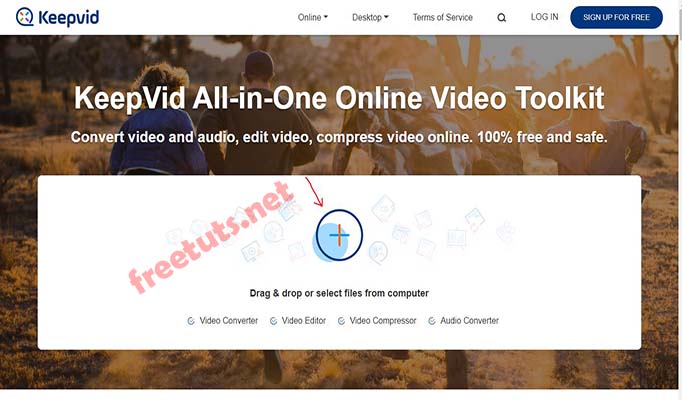 Keepvid
Online Desktop Terms of Service LOG IN SIGN UP FOR FREE
KeepVid All-in-One Online Video Toolkit
Convert video and audio, edit video, compress video online. 100% free and safe.
freetuts.net
Drag & drop or select files from computer
Video Converter Video Editor Video Compressor Audio Converter